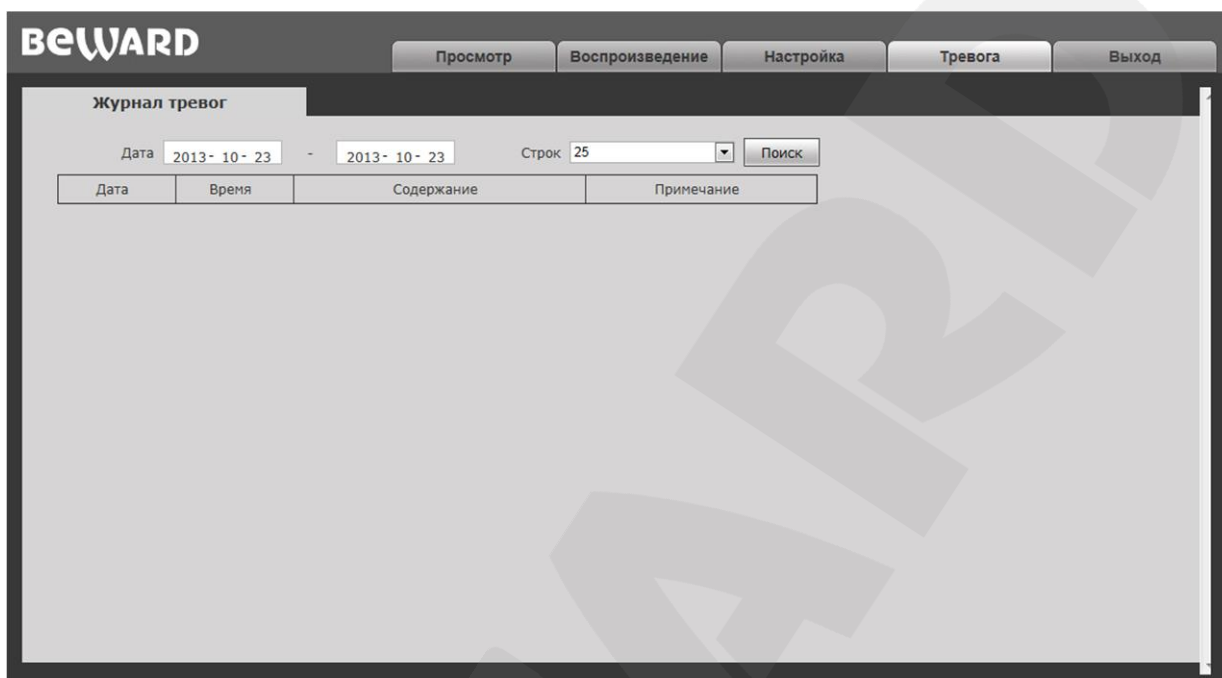 BEWARD
Просмотр Воспроизведение Настройка Тревога Выход
Журнал тревог
Дата 2013- 10- 23 - 2013- 10- 23 Строк 25 Поиск
Дата Время Содержание Примечание